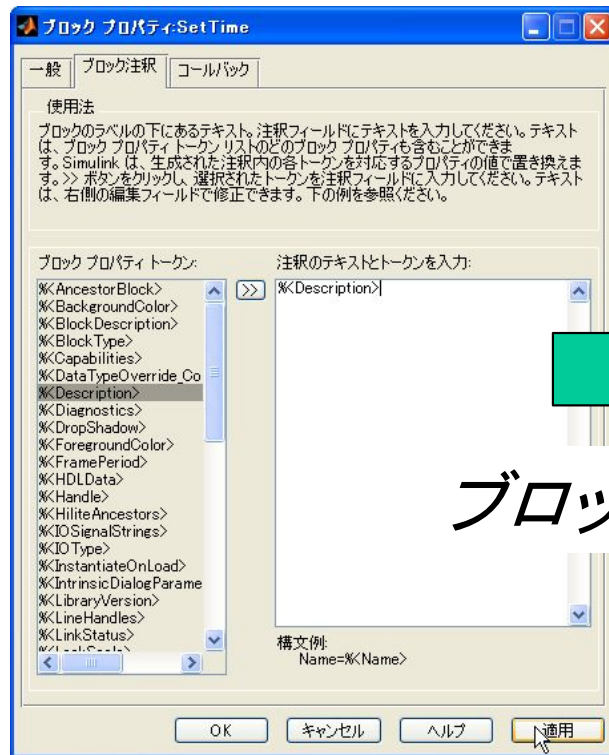 ブロック プロパティ:SetTime
一般 ブロック注釈 コールバック
使用法
ブロックのラベルの下にあるテキスト。注釈フィールドにテキストを入力してください。テキスト
は、ブロック プロパティ トークン リストのどのブロック プロパティも含むことができま
す。Simulink は、生成された注釈内の各トークンを対応するプロパティの値で置き換えま
す。>> ボタンをクリックし、選択されたトークンを注釈フィールドに入力してください。テキスト
は、右側の編集フィールドで修正できます。下の例を参照ください。
ブロック プロパティ トークン: 注釈のテキストとトークンを入力:
%<AncestorBlock> >> %<Description>
%<BackgroundColor>
%<BlockDescription>
%<BlockType>
%<Capabilities>
%<DataTypeOverride_Co
%<Description>
%<Diagnostics>
%<DropShadow>
%<ForegroundColor>
%<FramePeriod>
%<HDLData>
%<Handle>
%<HiliteAncestors>
%<IOSignalStrings>
%<IOType>
%<InstantiateOnLoad>
%<IntrinsicDialogParame
%<LibraryVersion>
%<LineHandles>
%<LinkStatus>
ブロッ
構文例:
Name=%<Name>
OK キャンセル ヘルプ 適用